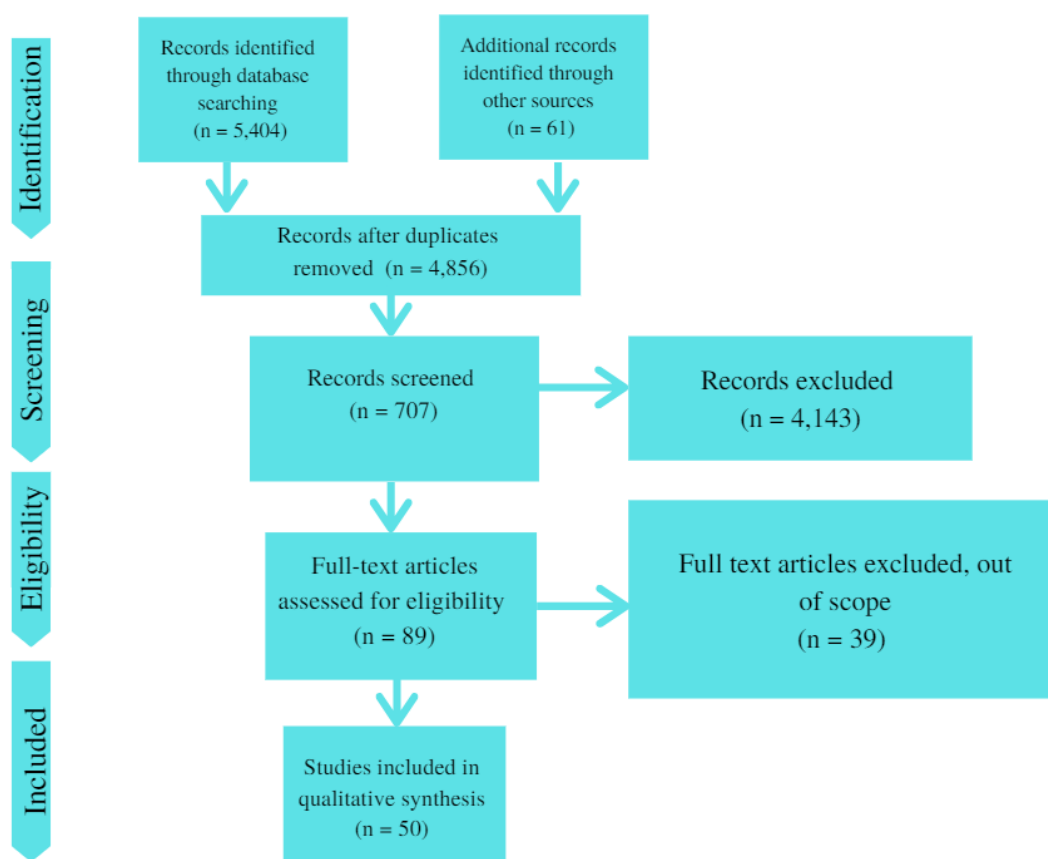 Identification
Records identified
through database
searching
(n = 5,404)
Additional records
identified through
other sources
(n = 61)
Records after duplicates
removed (n = 4,856)
Screening
Records screened
(n = 707)
Records excluded
(n = 4,143)
Eligibility
Full-text articles
assessed for eligibility
(n = 89)
Full text articles excluded, out
of scope
(n = 39)
Included
Studies included in
qualitative synthesis
(n = 50)